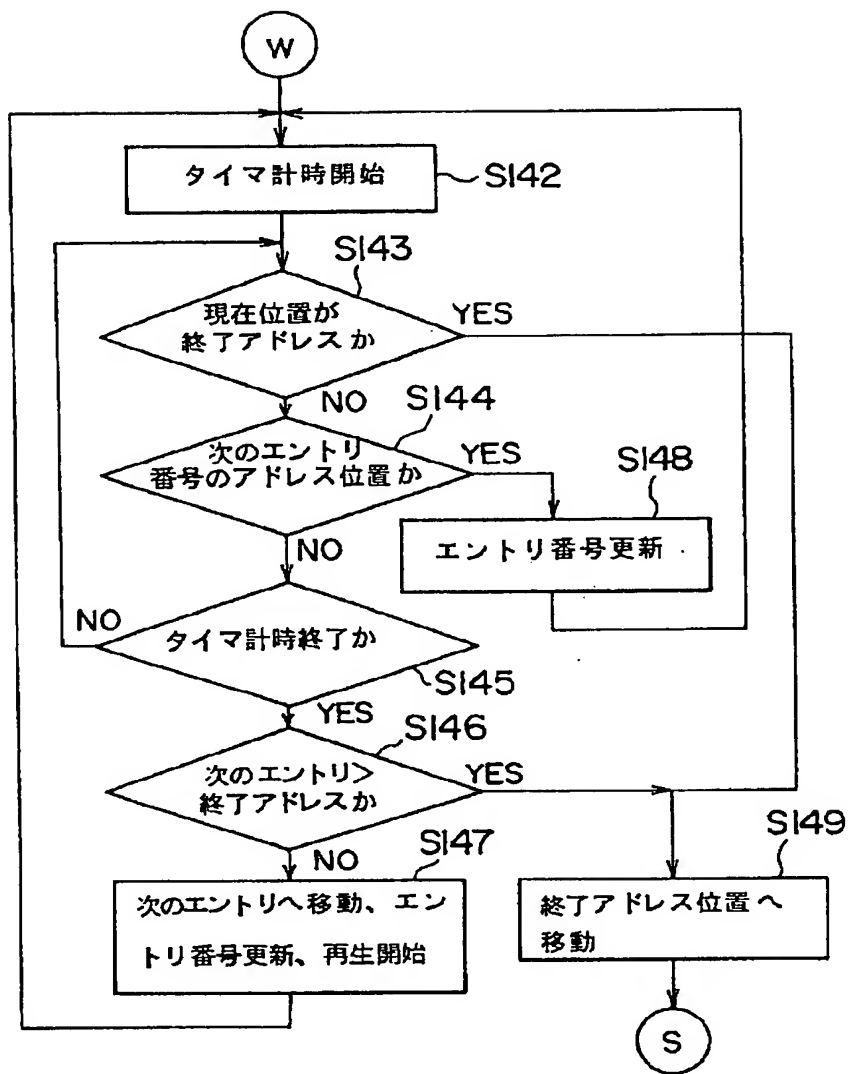 W
タイマ計時開始
S142
S143
現在位置が
終了アドレスか
YES
NO
S144
次のエントリ
番号のアドレス位置か
YES
S148
エントリ番号更新
NO
NO
タイマ計時終了か
S145
YES
S146
次のエントリ>
終了アドレスか
YES
NO
S147
次のエントリへ移動、エン
トリ番号更新、再生開始
S149
終了アドレス位置へ
移動
S